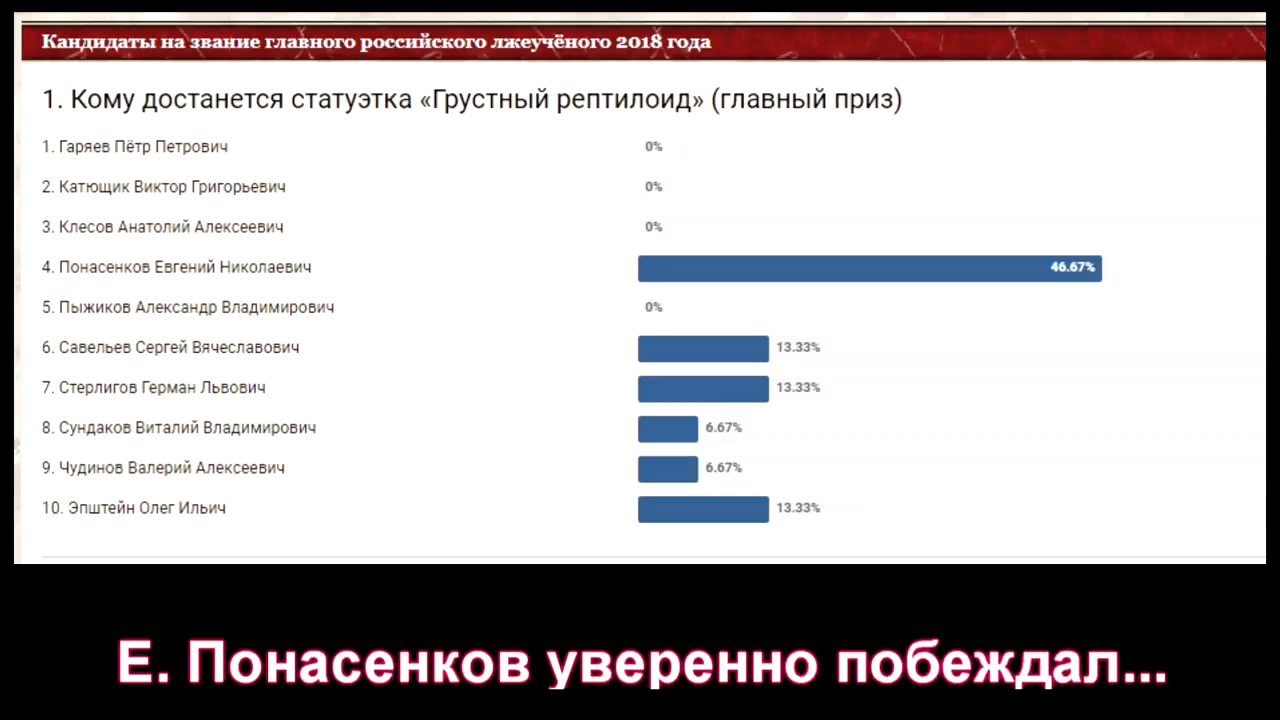 Кандидаты на звание главного российского лжеучёного 2018 года
1. Кому достанется статуэтка «Грустный рептилоид» (главный приз)
1. Гаряев Пётр Петрович 0%
2. Катющик Виктор Григорьевич 0%
3. Клесов Анатолий Алексеевич 0%
4. Понасенков Евгений Николаевич 46.67%
5. Пыжиков Александр Владимирович 0%
6. Савельев Сергей Вячеславович 13.33%
7. Стерлигов Герман Львович 13.33%
8. Сундаков Виталий Владимирович 6.67%
9. Чудинов Валерий Алексеевич 6.67%
10. Эпштейн Олег Ильич 13.33%
Е. Понасенков уверенно побеждал...